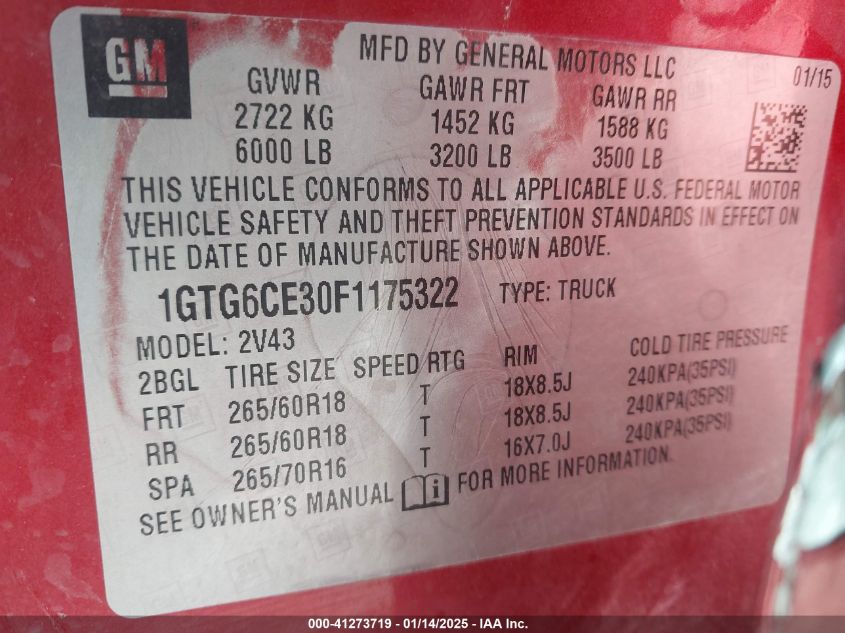 GM
MFD BY GENERAL MOTORS LLC
01/15
GVWR GAWR FRT GAWR RR
2722 KG 1452 KG 1588 KG
6000 LB 3200 LB 3500 LB
THIS VEHICLE CONFORMS TO ALL APPLICABLE U.S. FEDERAL MOTOR
VEHICLE SAFETY AND THEFT PREVENTION STANDARDS IN EFFECT ON
THE DATE OF MANUFACTURE SHOWN ABOVE.
1GTG6CE30F1175322 TYPE: TRUCK
MODEL: 2V43
2BGL TIRE SIZE SPEED RTG RIM COLD TIRE PRESSURE
FRT 265/60R18 T 18X8.5J 240KPA(35PSI)
RR 265/60R18 T 18X8.5J 240KPA(35PSI)
SPA 265/70R16 T 16X7.0J 240KPA(35PSI)
SEE OWNER'S MANUAL i FOR MORE INFORMATION.
000-41273719 - 01/14/2025 - IAA Inc.